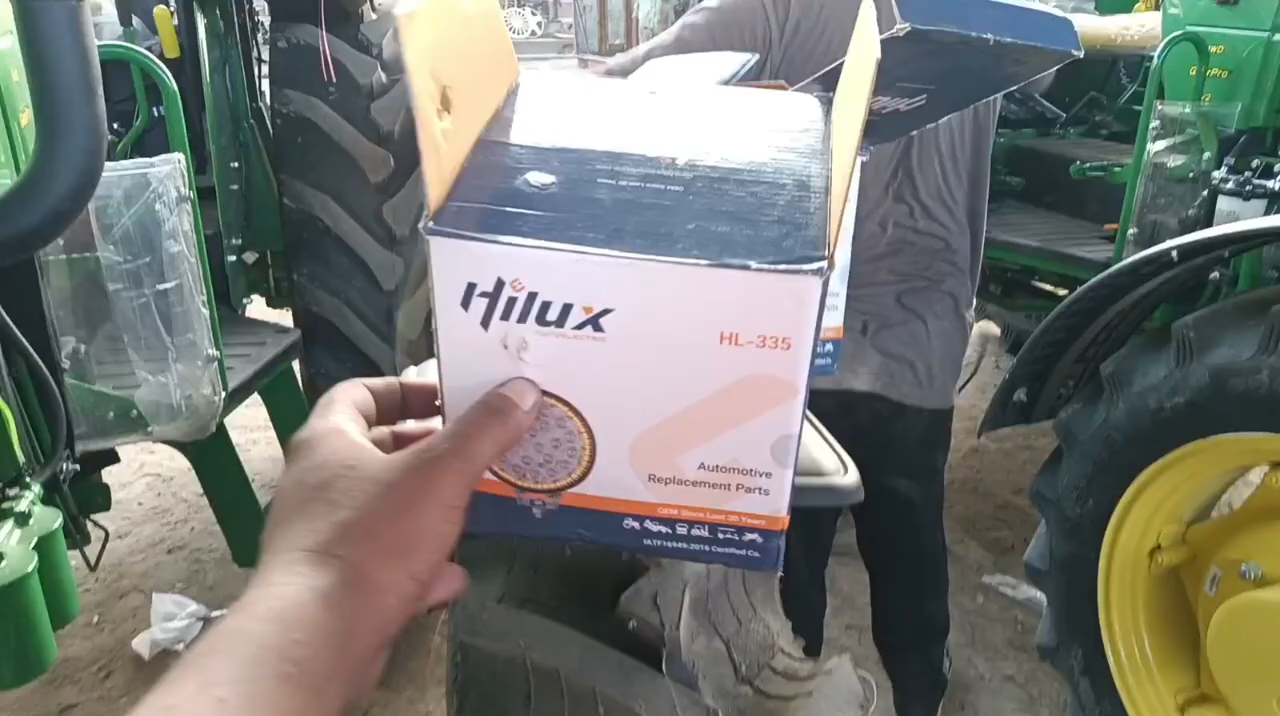 Hilux
HL-335
Automotive
Replacement Parts
OEM Since Last 30 Years
IATF16949:2016 Certified Co.